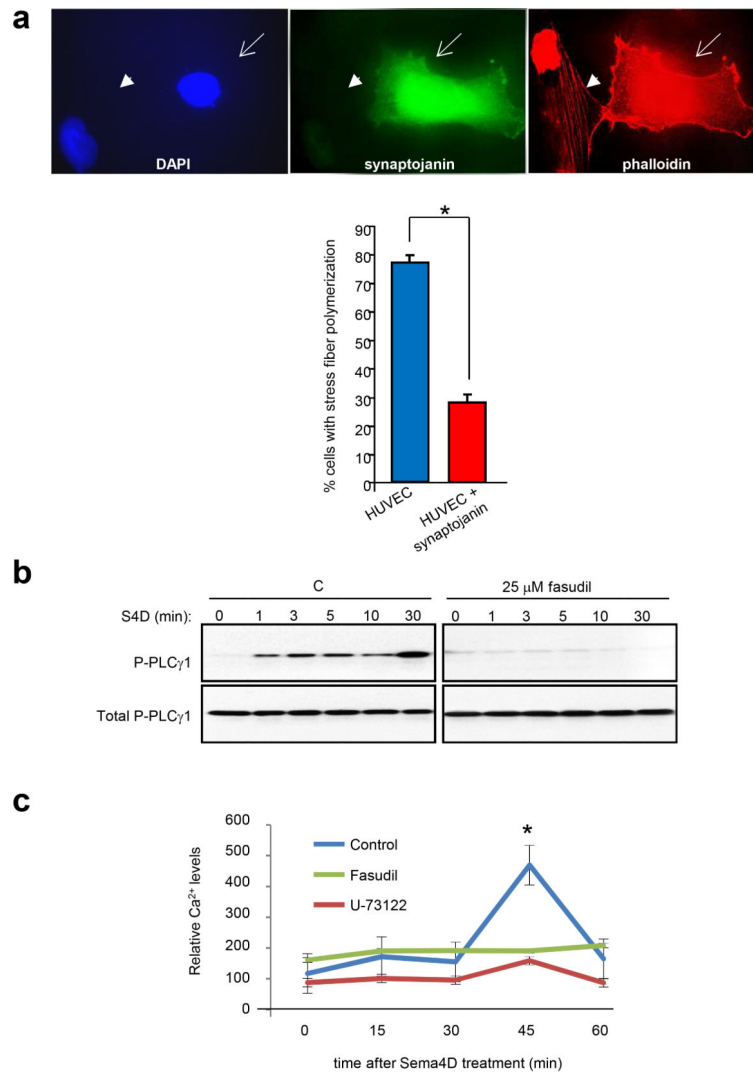 a
DAPI
synaptojanin
phalloidin
*
90
80
70
60
50
40
30
20
10
0
% cells with stress fiber polymerization
HUVEC
HUVEC +
synaptojanin
b
C
25 μM fasudil
S4D (min): 0 1 3 5 10 30 0 1 3 5 10 30
P-PLCγ1
Total P-PLCγ1
c
600
500
400
300
200
100
0
Relative Ca²⁺ levels
*
Control
Fasudil
U-73122
0 15 30 45 60
time after Sema4D treatment (min)